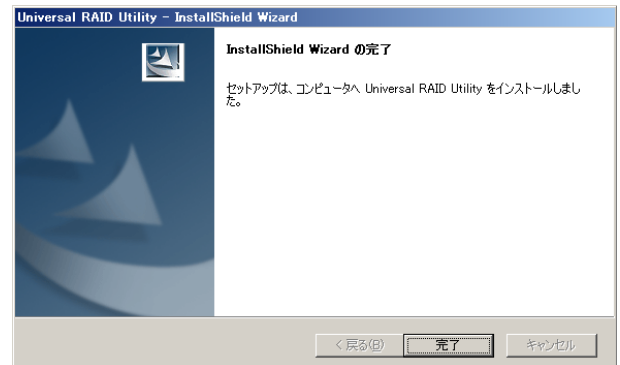 Universal RAID Utility - InstallShield Wizard
InstallShield Wizard の完了
セットアップは、コンピュータへ Universal RAID Utility をインストールしまし
た。
< 戻る(B)
完了
キャンセル